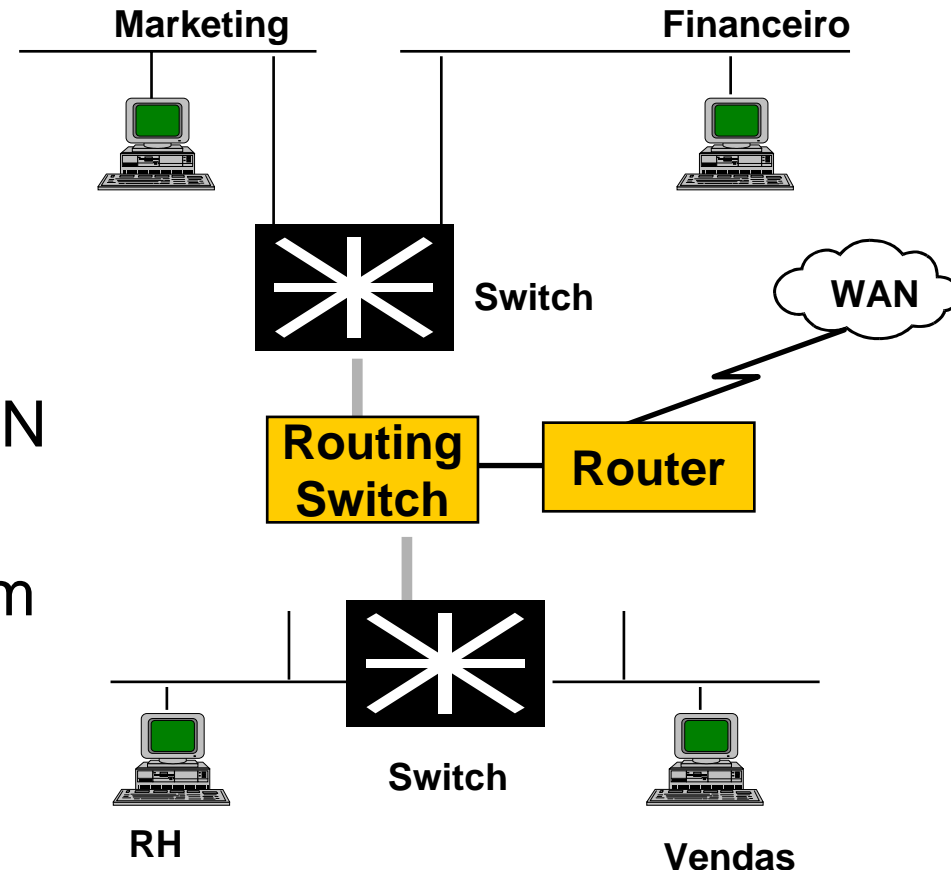 Marketing
Financeiro
Switch
WAN
N
Routing
Switch
Router
m
Switch
RH
Vendas